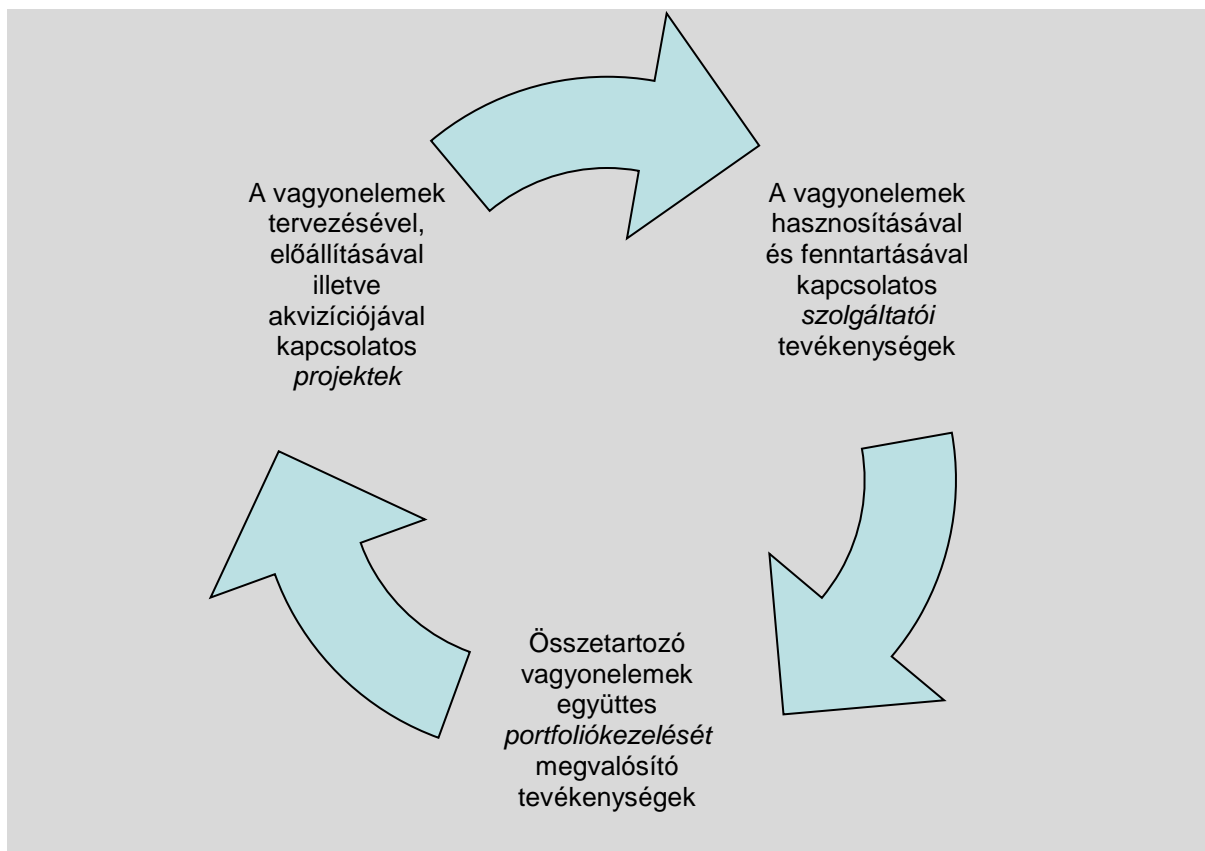 A vagyonelemek
tervezésével,
előállításával
illetve
akvizíciójával
kapcsolatos
projektek
A vagyonelemek
hasznosításával
és fenntartásával
kapcsolatos
szolgáltatói
tevékenységek
Összetartozó
vagyonelemek
együttes
portfoliókezelését
megvalósító
tevékenységek